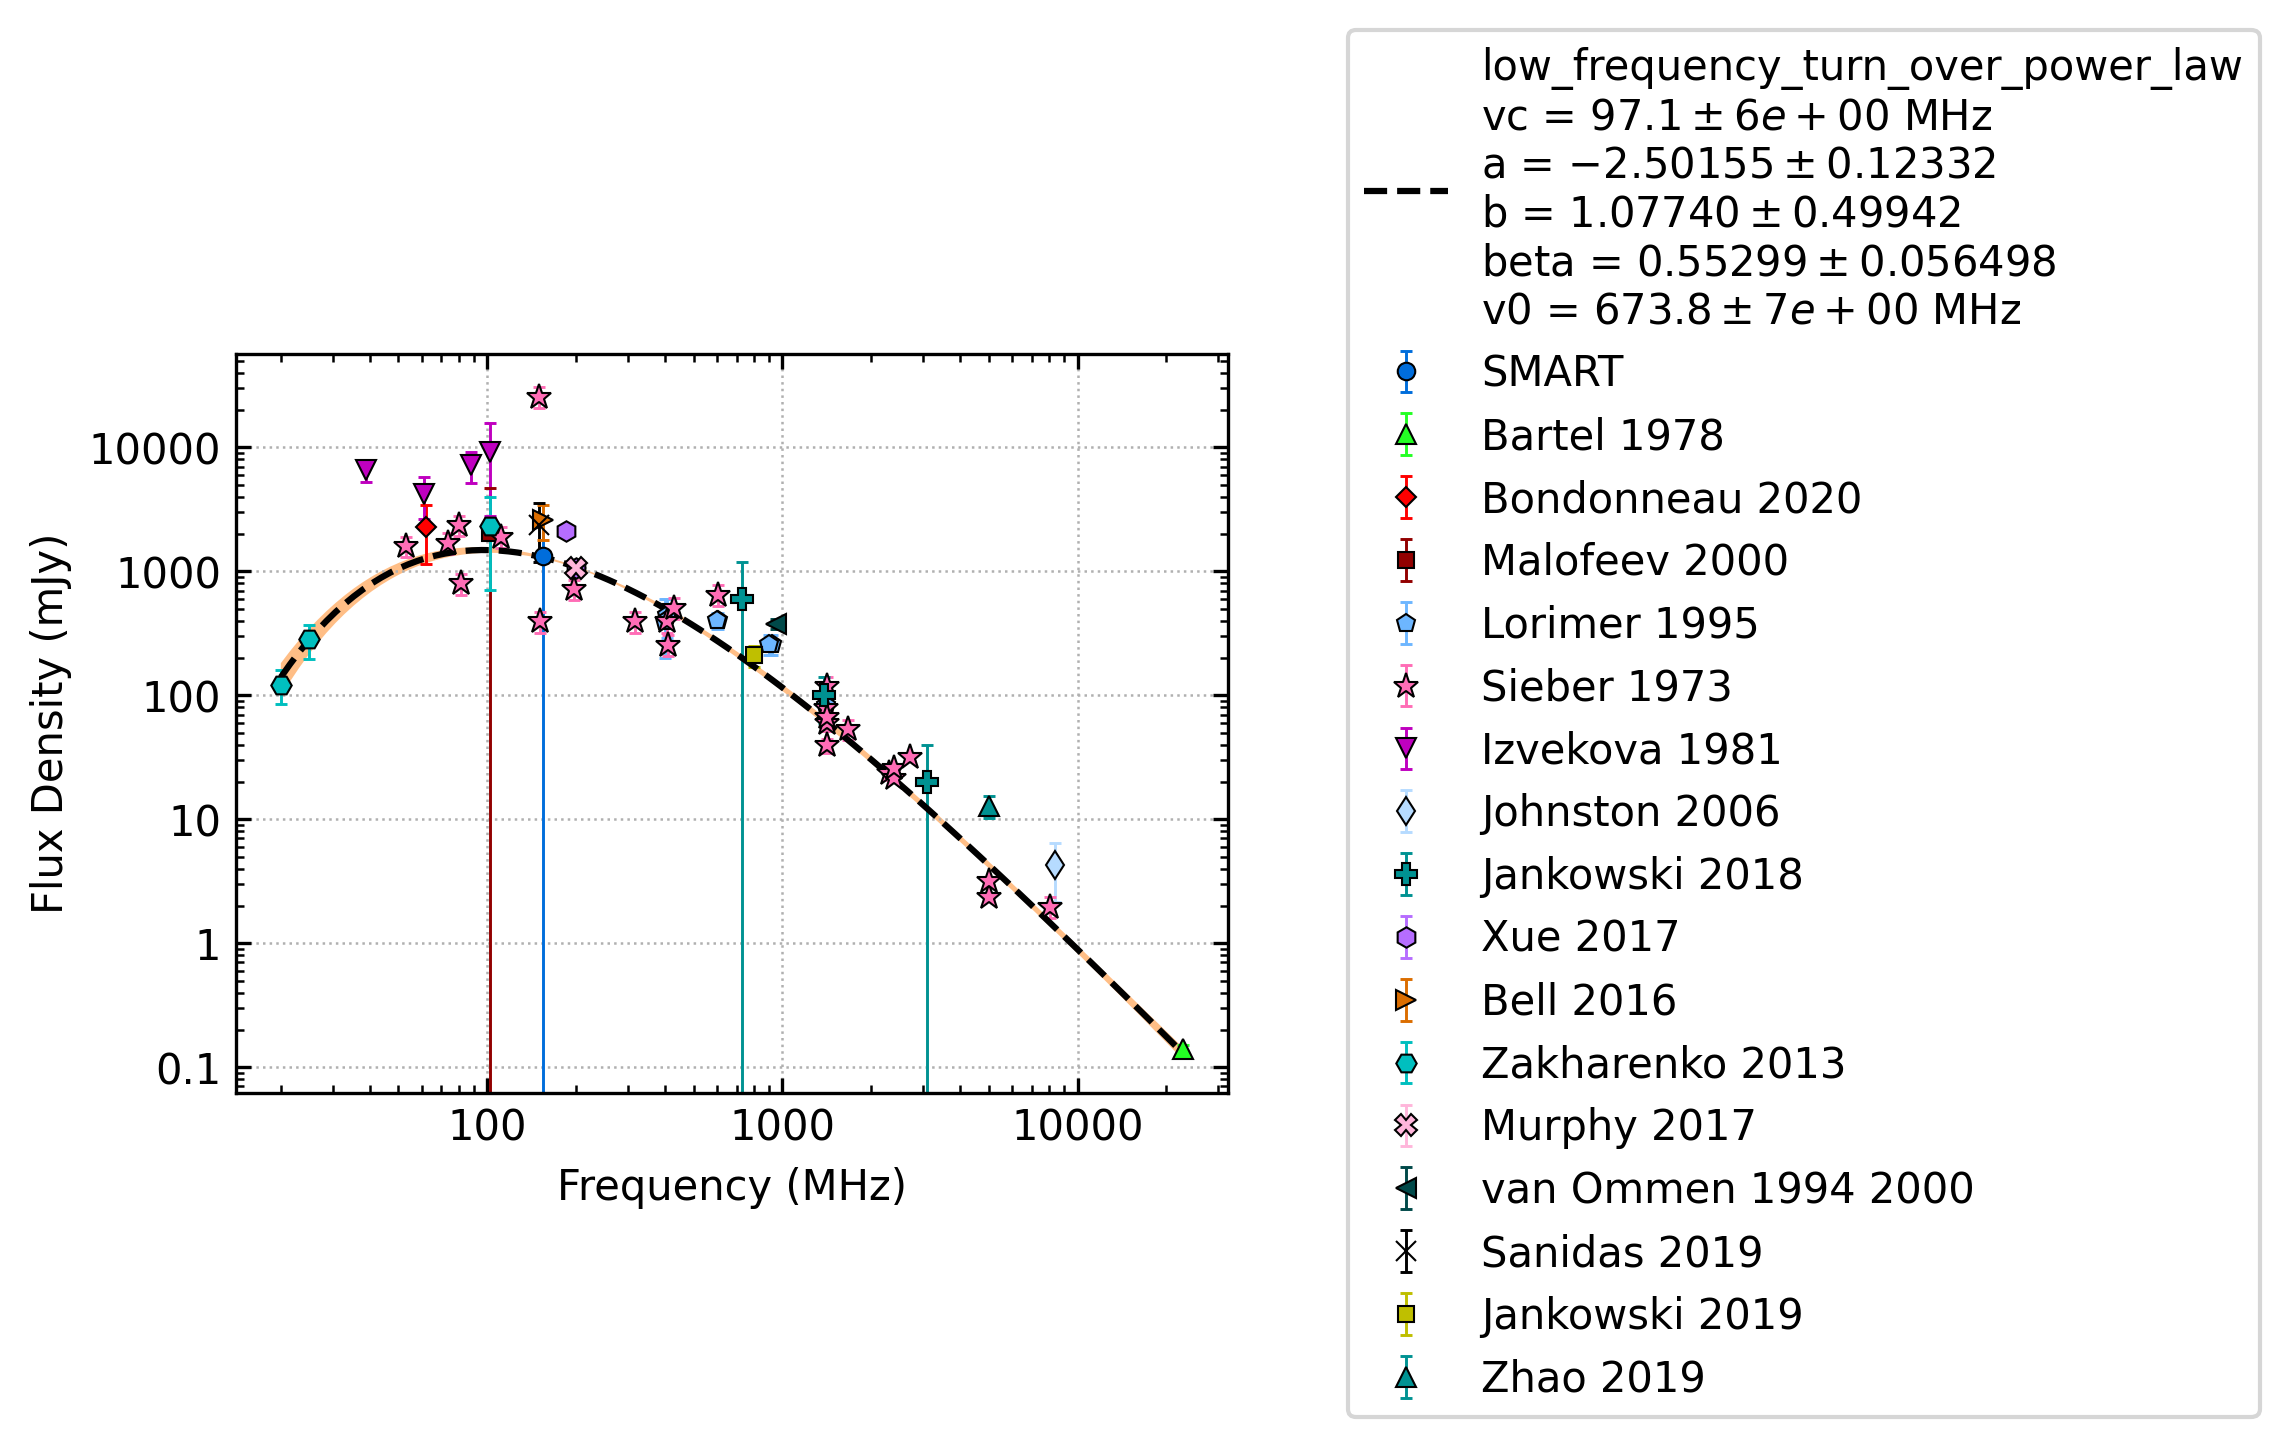 low_frequency_turn_over_power_law
vc = 97.1 ± 6e + 00 MHz
a = −2.50155 ± 0.12332
b = 1.07740 ± 0.49942
beta = 0.55299 ± 0.056498
v0 = 673.8 ± 7e + 00 MHz
SMART
Bartel 1978
Bondonneau 2020
Malofeev 2000
Lorimer 1995
Sieber 1973
Izvekova 1981
Johnston 2006
Jankowski 2018
Xue 2017
Bell 2016
Zakharenko 2013
Murphy 2017
van Ommen 1994 2000
Sanidas 2019
Jankowski 2019
Zhao 2019
Flux Density (mJy)
10000
1000
100
10
1
0.1
100
1000
10000
Frequency (MHz)